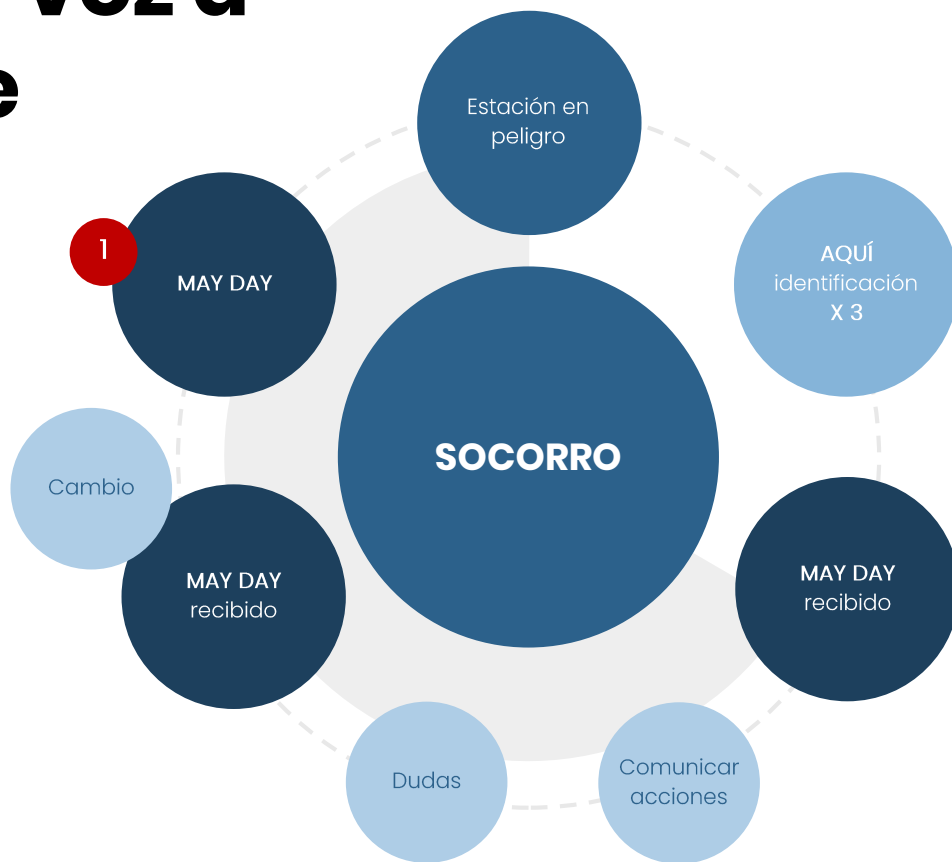 voz a
e
Estación en
peligro
AQUÍ
identificación
X 3
1
MAY DAY
SOCORRO
Cambio
MAY DAY
recibido
MAY DAY
recibido
Dudas
Comunicar
acciones